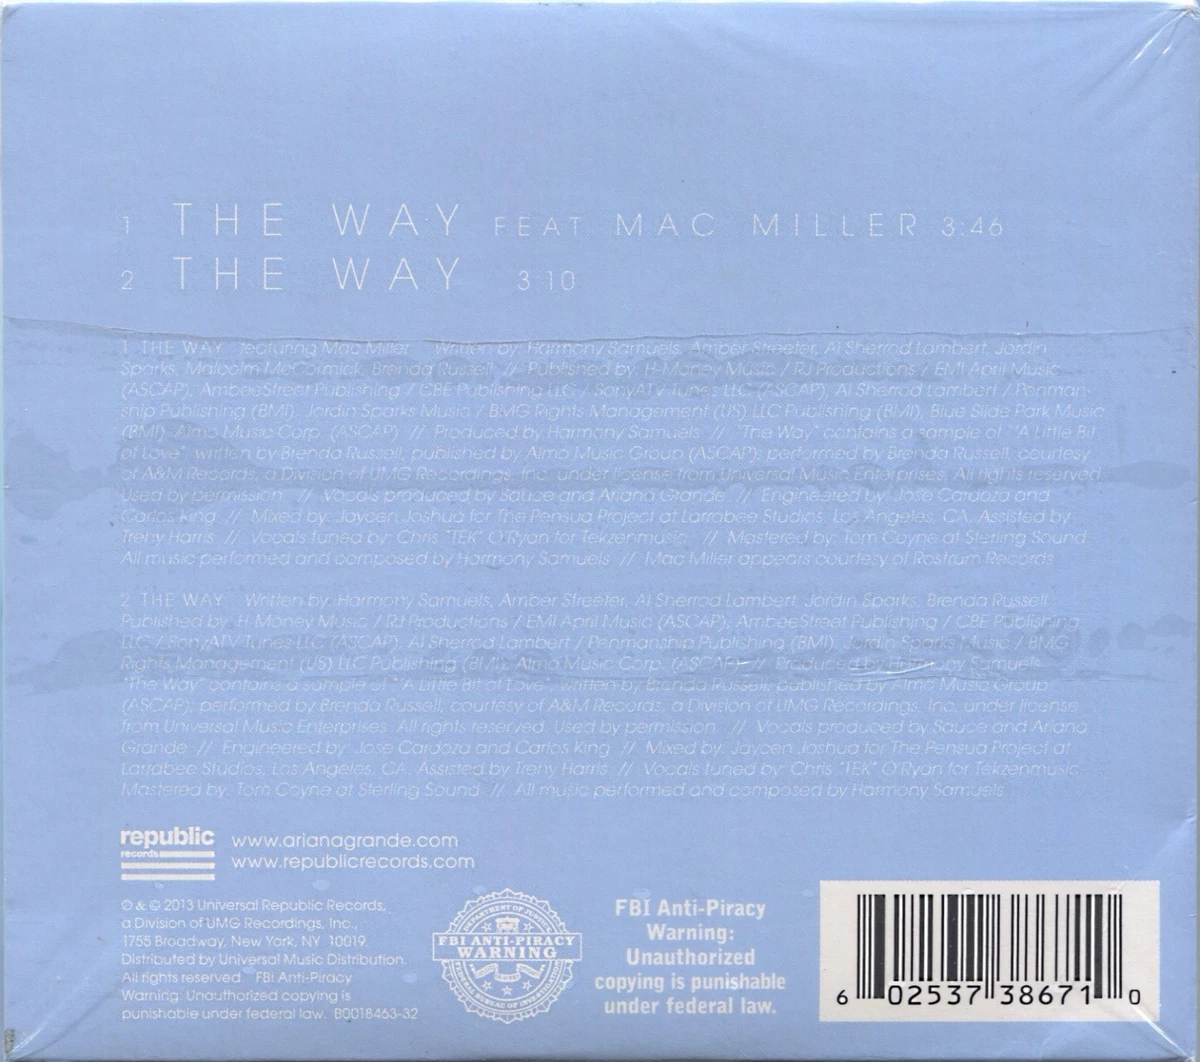 1 THE WAY FEAT MAC MILLER 3:46
2 THE WAY 3:10
1 THE WAY featuring Mac Miller Written by: Harmony Samuels, Amber Streeter, Al Sherrod Lambert, Jordin
Sparks, Malcolm McCormick, Brenda Russell // Published by: H-Money Music / RJ Productions / EMI April Music
(ASCAP), AmbeeStreet Publishing / CBE Publishing LLC / SonyATV Tunes LLC (ASCAP), Al Sherrod Lambert / Penman-
ship Publishing (BMI), Jordin Sparks Music / BMG Rights Management (US) LLC Publishing (BMI), Blue Slide Park Music
(BMI), Almo Music Corp. (ASCAP) // Produced by Harmony Samuels // "The Way" contains a sample of "A Little Bit
of Love", written by Brenda Russell, published by Almo Music Group (ASCAP); performed by Brenda Russell, courtesy
of A&M Records, a Division of UMG Recordings, Inc. under license from Universal Music Enterprises. All rights reserved.
Used by permission // Vocals produced by Sauce and Ariana Grande // Engineered by: Jose Cardoza and
Carlos King // Mixed by: Jaycen Joshua for The Pensua Project at Larrabee Studios, Los Angeles, CA. Assisted by
Trehy Harris // Vocals tuned by: Chris "TEK" O'Ryan for Tekzenmusic // Mastered by: Tom Coyne at Sterling Sound
All music performed and composed by Harmony Samuels // Mac Miller appears courtesy of Rostrum Records
2 THE WAY Written by: Harmony Samuels, Amber Streeter, Al Sherrod Lambert, Jordin Sparks, Brenda Russell
Published by: H-Money Music / RJ Productions / EMI April Music (ASCAP), AmbeeStreet Publishing / CBE Publishing
LLC / SonyATV Tunes LLC (ASCAP), Al Sherrod Lambert / Penmanship Publishing (BMI), Jordin Sparks Music / BMG
Rights Management (US) LLC Publishing (BMI), Almo Music Corp. (ASCAP) // Produced by: Harmony Samuels
"The Way" contains a sample of "A Little Bit of Love", written by Brenda Russell, published by Almo Music Group
(ASCAP); performed by Brenda Russell, courtesy of A&M Records, a Division of UMG Recordings, Inc. under license
from Universal Music Enterprises. All rights reserved. Used by permission // Vocals produced by Sauce and Ariana
Grande // Engineered by: Jose Cardoza and Carlos King // Mixed by: Jaycen Joshua for The Pensua Project at
Larrabee Studios, Los Angeles, CA. Assisted by Trehy Harris // Vocals tuned by: Chris "TEK" O'Ryan for Tekzenmusic
Mastered by: Tom Coyne at Sterling Sound // All music performed and composed by Harmony Samuels
republic
records
www.arianagrande.com
www.republicrecords.com
℗ & © 2013 Universal Republic Records,
a Division of UMG Recordings, Inc.,
1755 Broadway, New York, NY 10019.
Distributed by Universal Music Distribution.
All rights reserved. FBI Anti-Piracy
Warning: Unauthorized copying is
punishable under federal law. B0018463-32
DEPARTMENT OF JUSTICE
FBI ANTI-PIRACY
WARNING
FEDERAL BUREAU OF INVESTIGATION
FBI Anti-Piracy
Warning:
Unauthorized
copying is punishable
under federal law.
6 02537 38671 0